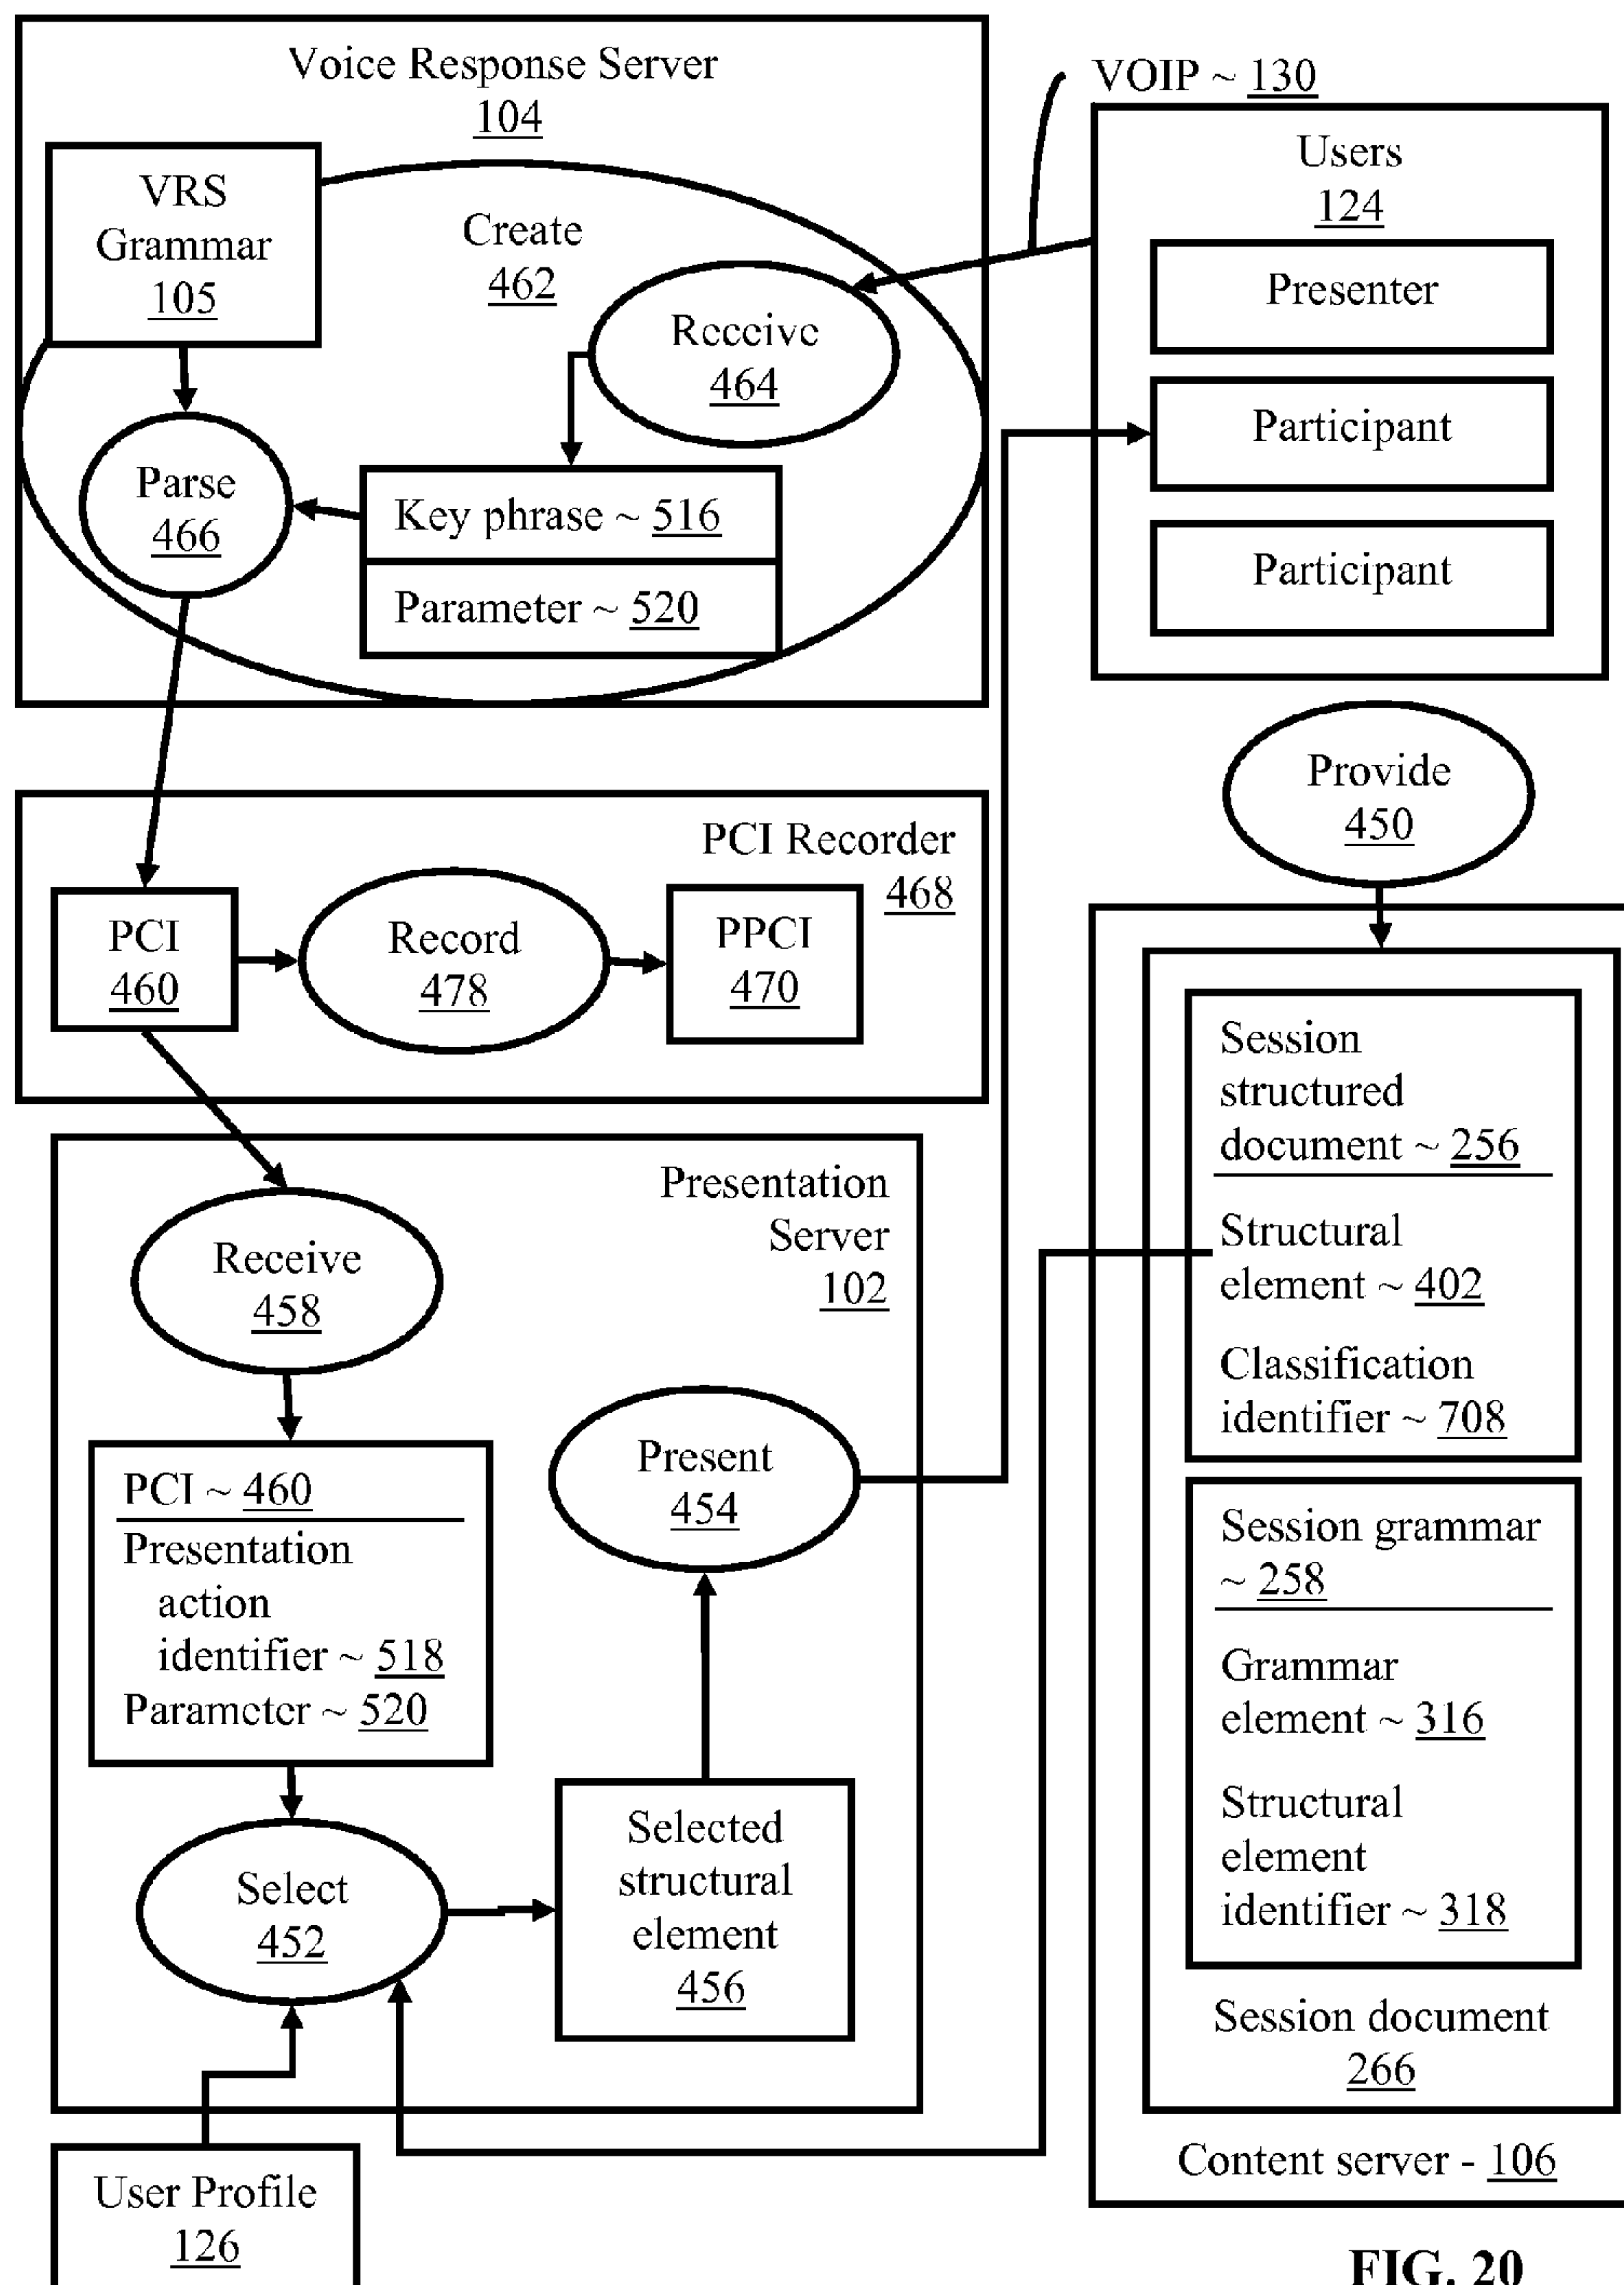 Voice Response Server
104
VRS
Grammar
105
Create
462
Receive
464
Parse
466
Key phrase ~ 516
Parameter ~ 520
VOIP ~ 130
Users
124
Presenter
Participant
Participant
PCI Recorder
468
PCI
460
Record
478
PPCI
470
Provide
450
Presentation
Server
102
Receive
458
PCI ~ 460
Presentation
action
identifier ~ 518
Parameter ~ 520
Present
454
Select
452
Selected
structural
element
456
User Profile
126
Session
structured
document ~ 256
Structural
element ~ 402
Classification
identifier ~ 708
Session grammar
~ 258
Grammar
element ~ 316
Structural
element
identifier ~ 318
Session document
266
Content server - 106
FIG. 20